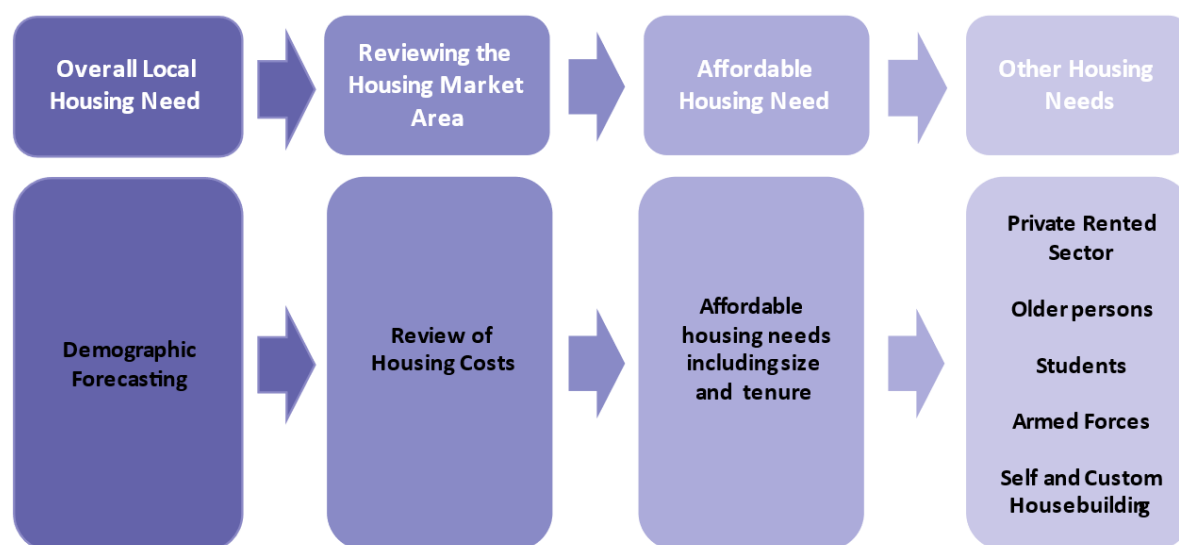 Overall Local
Housing Need
Reviewing the
Housing Market
Area
Affordable
Housing Need
Other Housing
Needs
Demographic
Forecasting
Review of
Housing Costs
Affordable
housing needs
including size
and tenure
Private Rented
Sector
Older persons
Students
Armed Forces
Self and Custom
Housebuilding